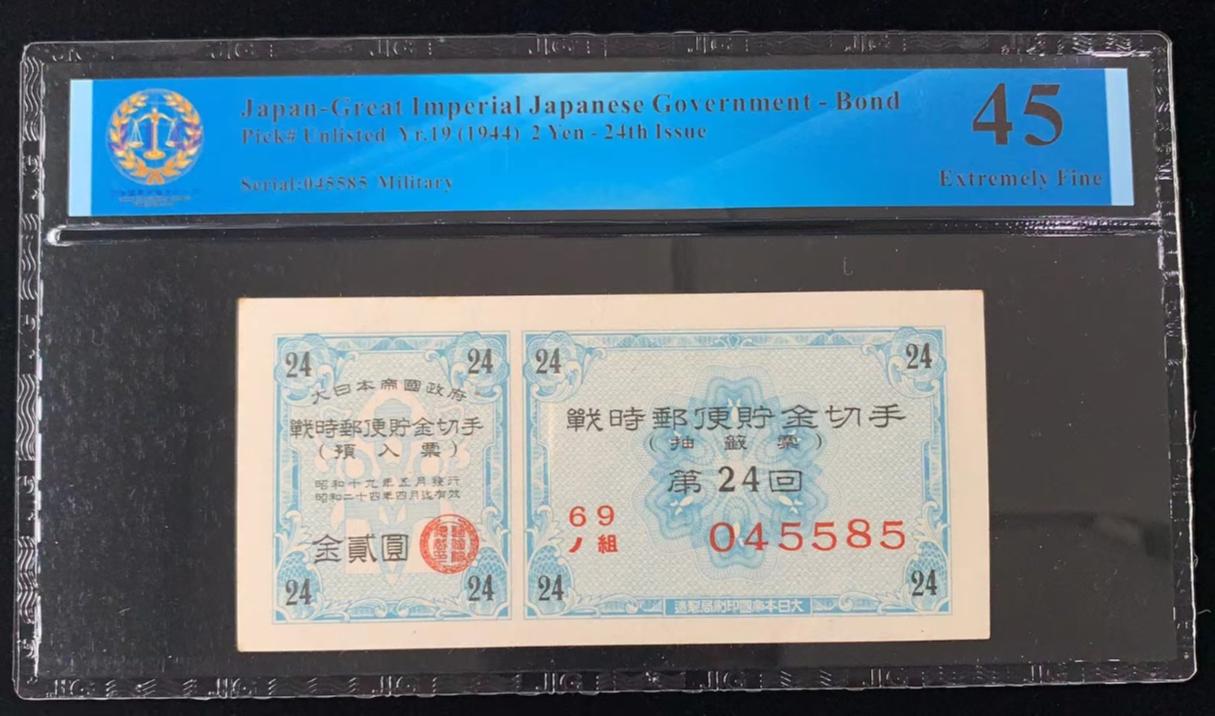 Japan-Great Imperial Japanese Government - Bond
Pick# Unlisted Yr.19 (1944) 2 Yen - 24th Issue
Serial:045585 Military
45
Extremely Fine
24 24
大日本帝國政府
戰時郵便貯金切手
(預入票)
昭和十九年五月發行
昭和二十四年四月迄有效
金貳圓
24 24
24 24
戰時郵便貯金切手
(抽籤票)
第24回
69ノ組
045585
24 24
造製局刷印國帝本日大